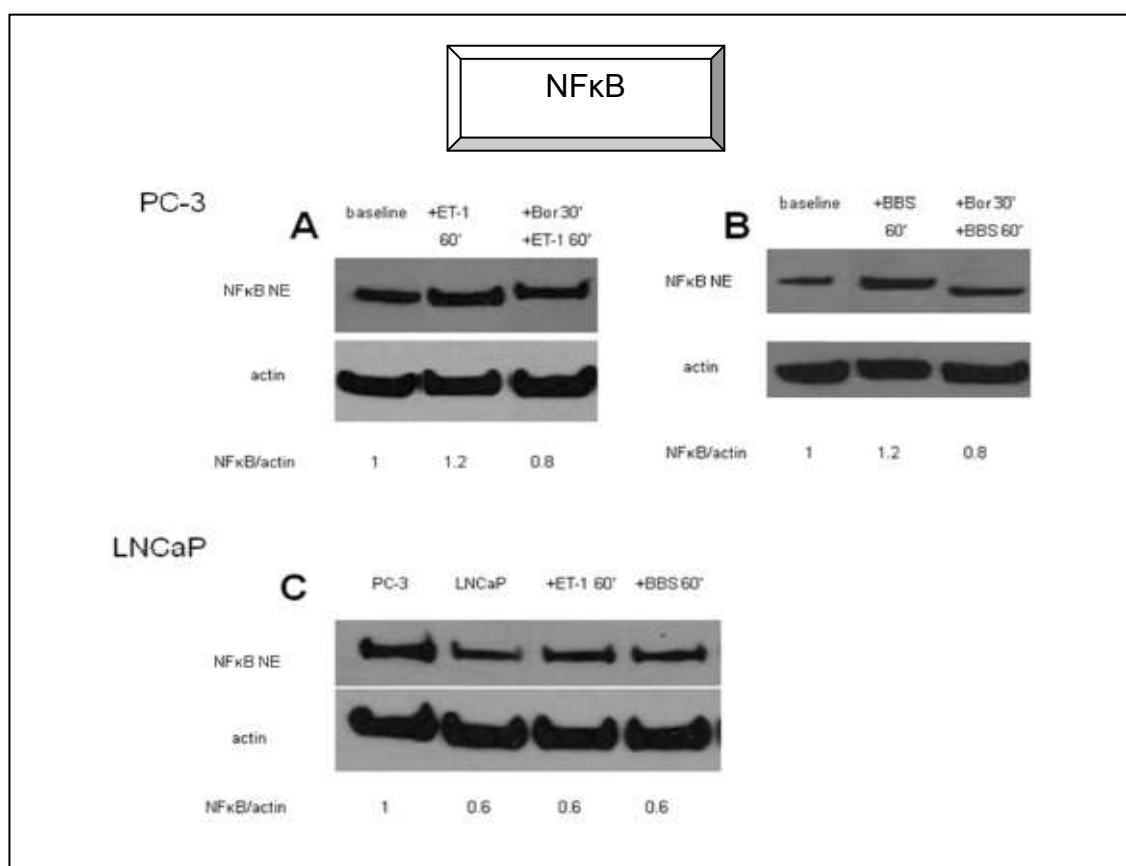 NFκB
PC-3
A
baseline +ET-1 +Bor 30'
60' +ET-1 60'
NFκB NE
actin
NFκB/actin 1 1.2 0.8
B
baseline +BBS +Bor 30'
60' +BBS 60'
NFκB NE
actin
NFκB/actin 1 1.2 0.8
LNCaP
C
PC-3 LNCaP +ET-1 60' +BBS 60'
NFκB NE
actin
NFκB/actin 1 0.6 0.6 0.6